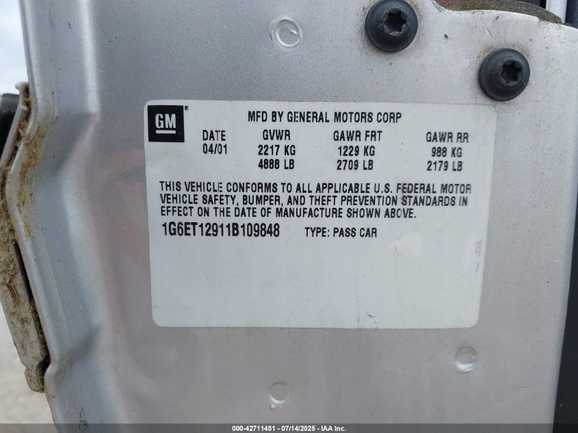 GM
MFD BY GENERAL MOTORS CORP
DATE GVWR GAWR FRT GAWR RR
04/01 2217 KG 1229 KG 988 KG
4888 LB 2709 LB 2179 LB
THIS VEHICLE CONFORMS TO ALL APPLICABLE U.S. FEDERAL MOTOR
VEHICLE SAFETY, BUMPER, AND THEFT PREVENTION STANDARDS IN
EFFECT ON THE DATE OF MANUFACTURE SHOWN ABOVE.
1G6ET12911B109848 TYPE: PASS CAR
000-42711451 | 07/14/2025 | IAA Inc.